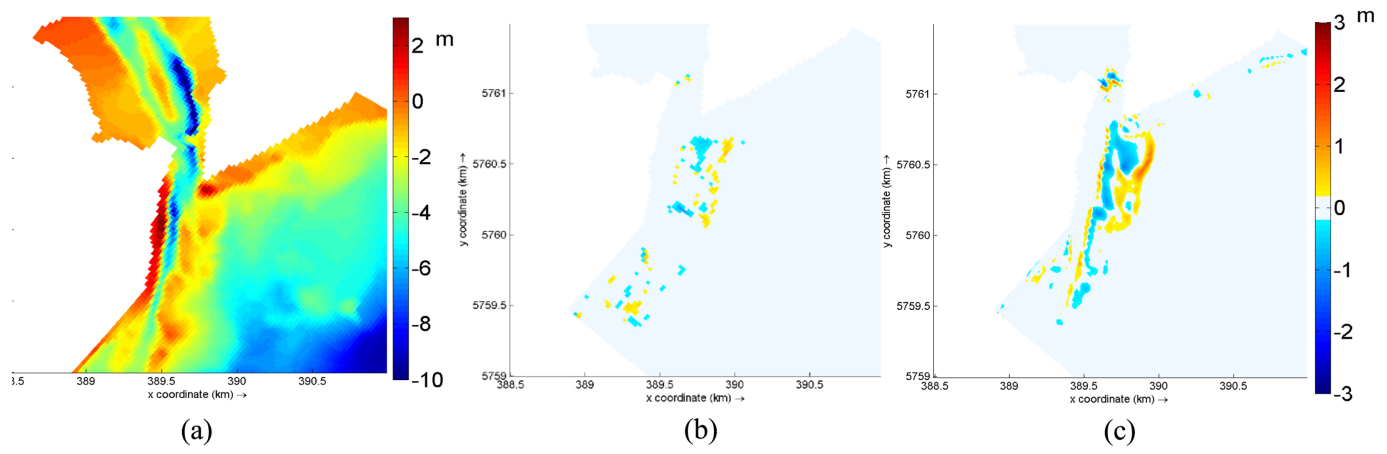 2 m
0
-2
-4
-6
-8
-10
.5 389 389.5 390 390.5
x coordinate (km) →
(a)
5761
5760.5
5760
5759.5
5759
y coordinate (km) →
388.5 389 389.5 390 390.5
x coordinate (km) →
(b)
5761
5760.5
5760
5759.5
5759
y coordinate (km) →
388.5 389 389.5 390 390.5
x coordinate (km) →
(c)
3 m
2
1
0
-1
-2
-3